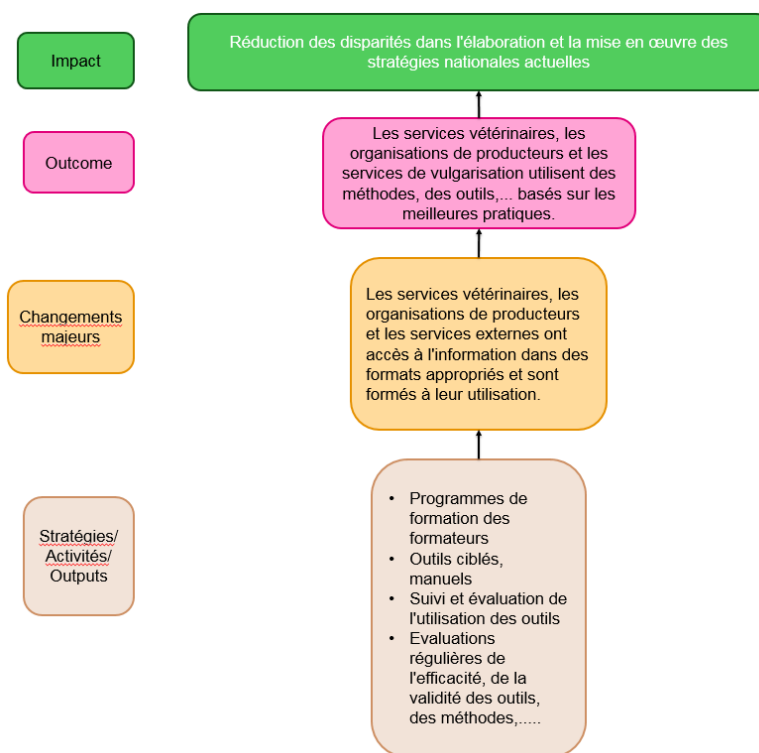 Impact
Réduction des disparités dans l'élaboration et la mise en œuvre des
stratégies nationales actuelles
Outcome
Les services vétérinaires, les
organisations de producteurs et les
services de vulgarisation utilisent des
méthodes, des outils,... basés sur les
meilleures pratiques.
Changements
majeurs
Les services vétérinaires, les
organisations de producteurs
et les services externes ont
accès à l'information dans des
formats appropriés et sont
formés à leur utilisation.
Stratégies/
Activités/
Outputs
• Programmes de
formation des
formateurs
• Outils ciblés,
manuels
• Suivi et évaluation de
l'utilisation des outils
• Evaluations
régulières de
l'efficacité, de la
validité des outils,
des méthodes,.....